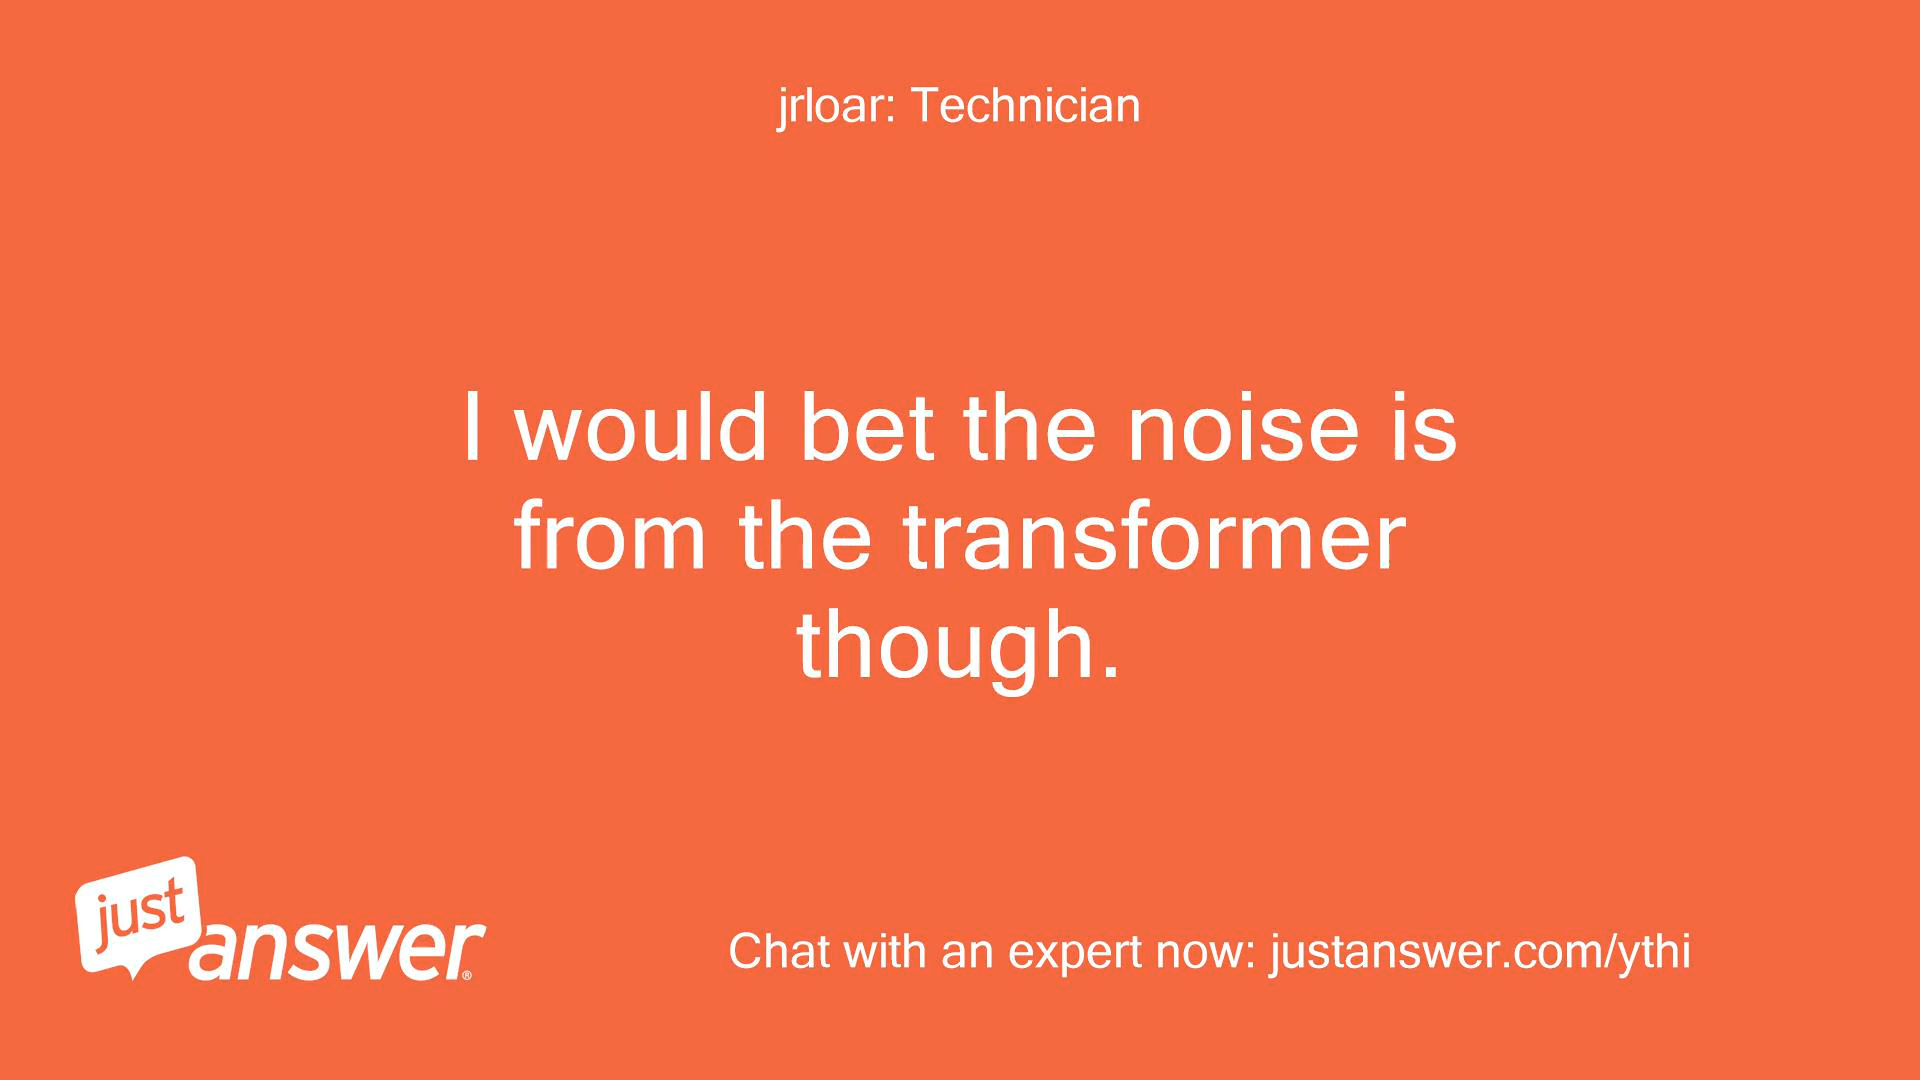 jrloar: Technician
I would bet the noise is
from the transformer
though.
just
answer®
Chat with an expert now: justanswer.com/ythi